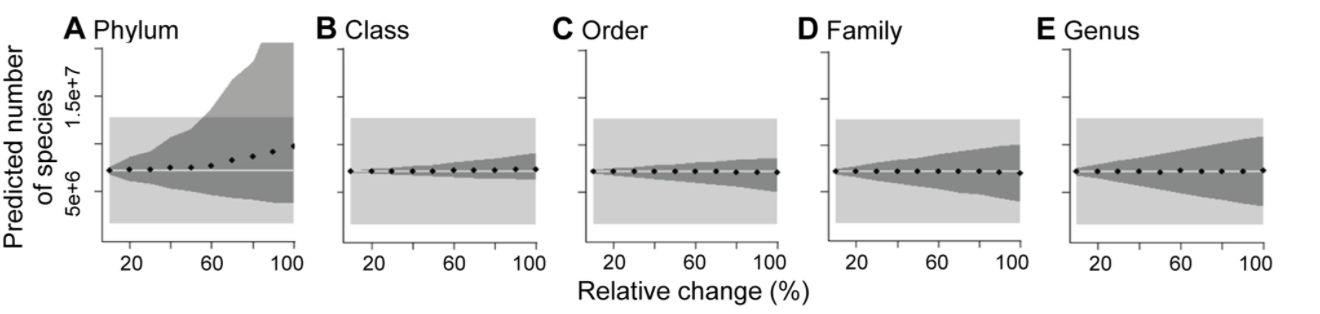 A Phylum
B Class
C Order
D Family
E Genus
Predicted number
of species
5e+6
1.5e+7
20 60 100
20 60 100
20 60 100
20 60 100
20 60 100
Relative change (%)